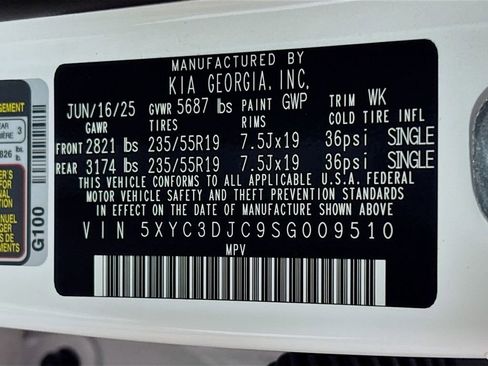 MANUFACTURED BY
KIA GEORGIA, INC.
JUN/16/25 GVWR 5687 lbs PAINT GWP TRIM WK
GAWR TIRES RIMS COLD TIRE INFL
FRONT 2821 lbs 235/55R19 7.5Jx19 36psi SINGLE
REAR 3174 lbs 235/55R19 7.5Jx19 36psi SINGLE
THIS VEHICLE CONFORMS TO ALL APPLICABLE U.S.A. FEDERAL
MOTOR VEHICLE SAFETY AND THEFT PREVENTION STANDARDS
IN EFFECT ON THE DATE OF MANUFACTURE SHOWN ABOVE
VIN 5XYC3DJC9SG009510
MPV
G100
3
lb.